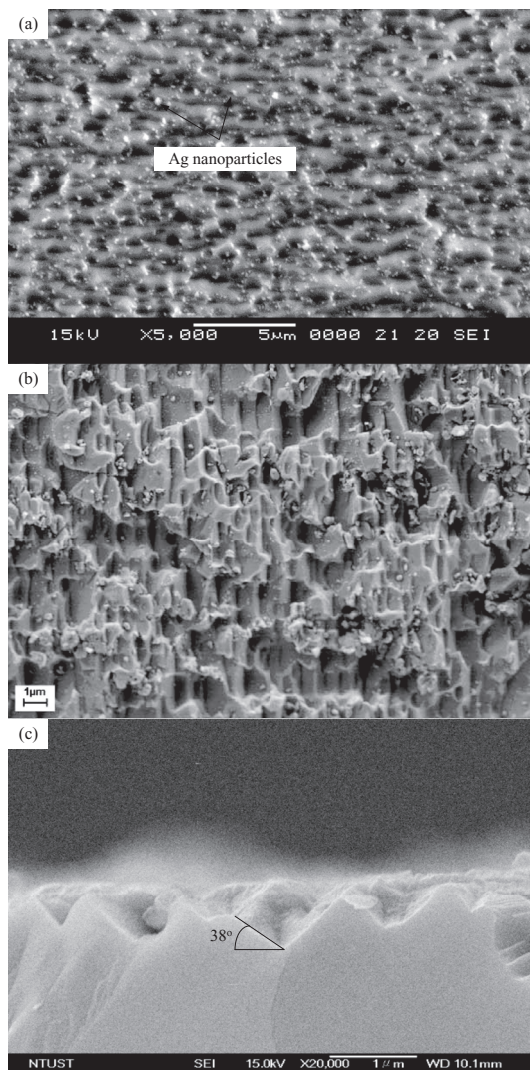 (a)
Ag nanoparticles
15kV X5,000 5μm 0000 21 20 SEI
(b)
1μm
(c)
38°
NTUST SEI 15.0kV X20,000 1μm WD 10.1mm